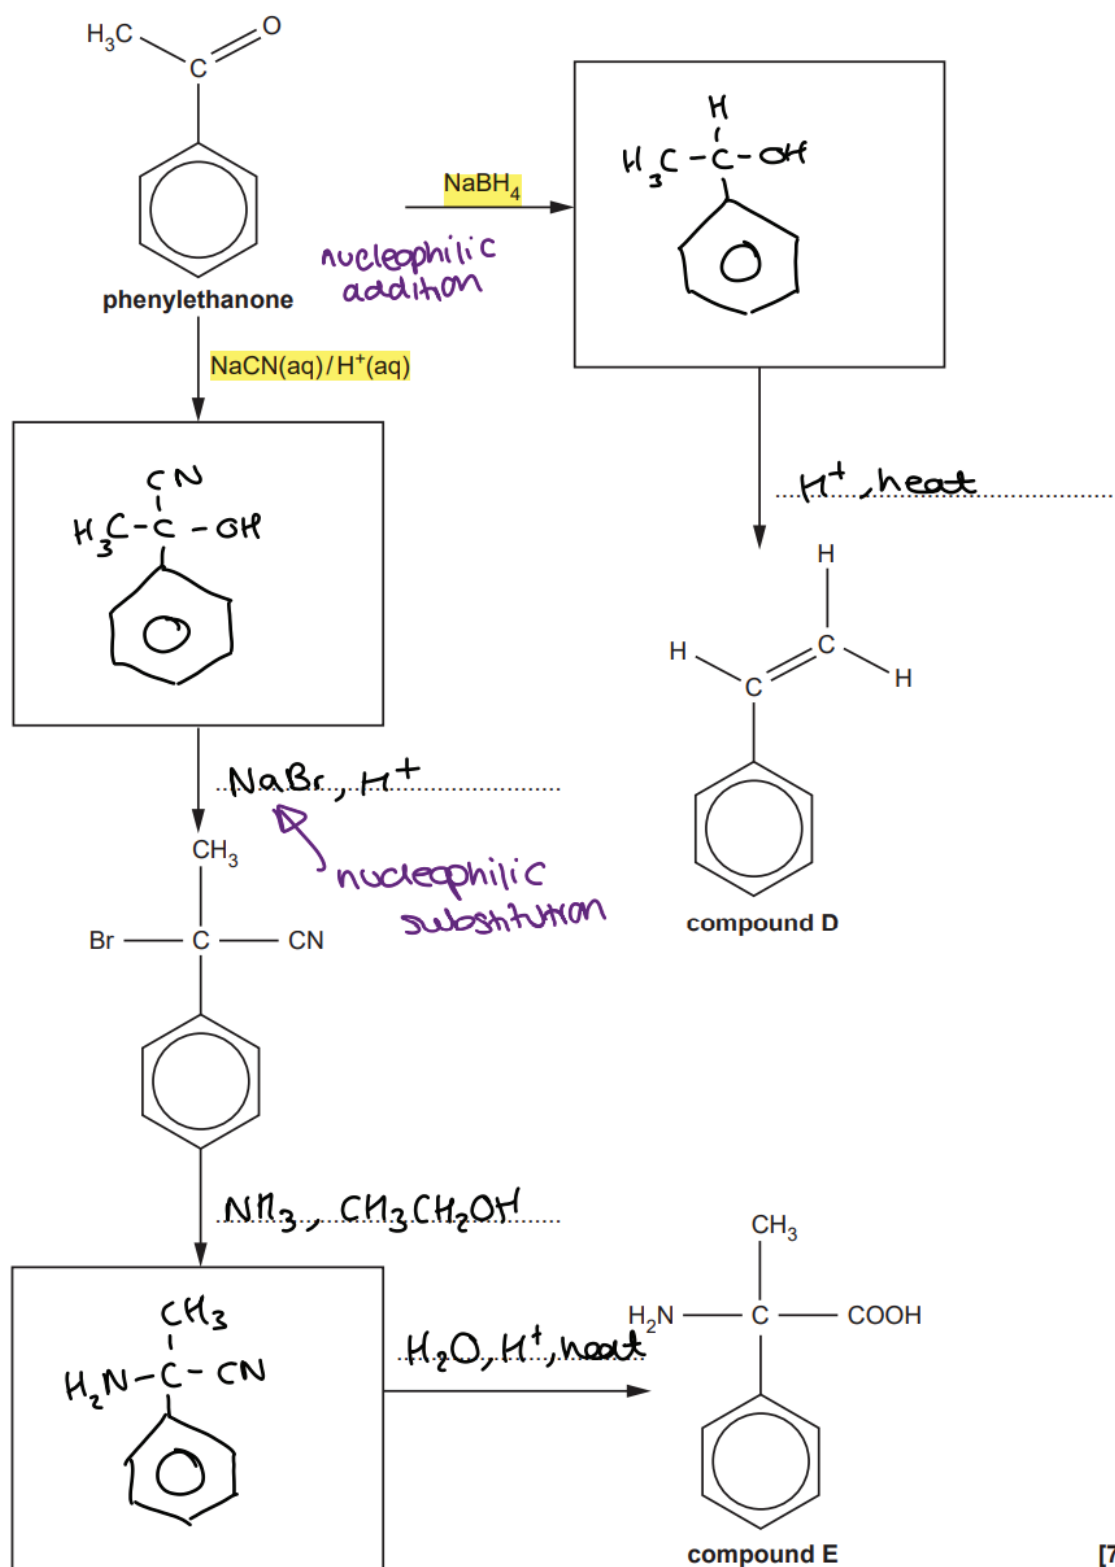 H₃C O
C
phenylethanone
NaBH₄
nucleophilic
addition
H
H₃C-C-OH
NaCN(aq)/H⁺(aq)
CN
H₃C-C-OH
H⁺, heat
H
H C
C H
compound D
NaBr, H⁺
nucleophilic
substitution
CH₃
Br C CN
NH₃, CH₃CH₂OH
CH₃
H₂N-C-CN
H₂O, H⁺, heat
CH₃
H₂N C COOH
compound E
[7